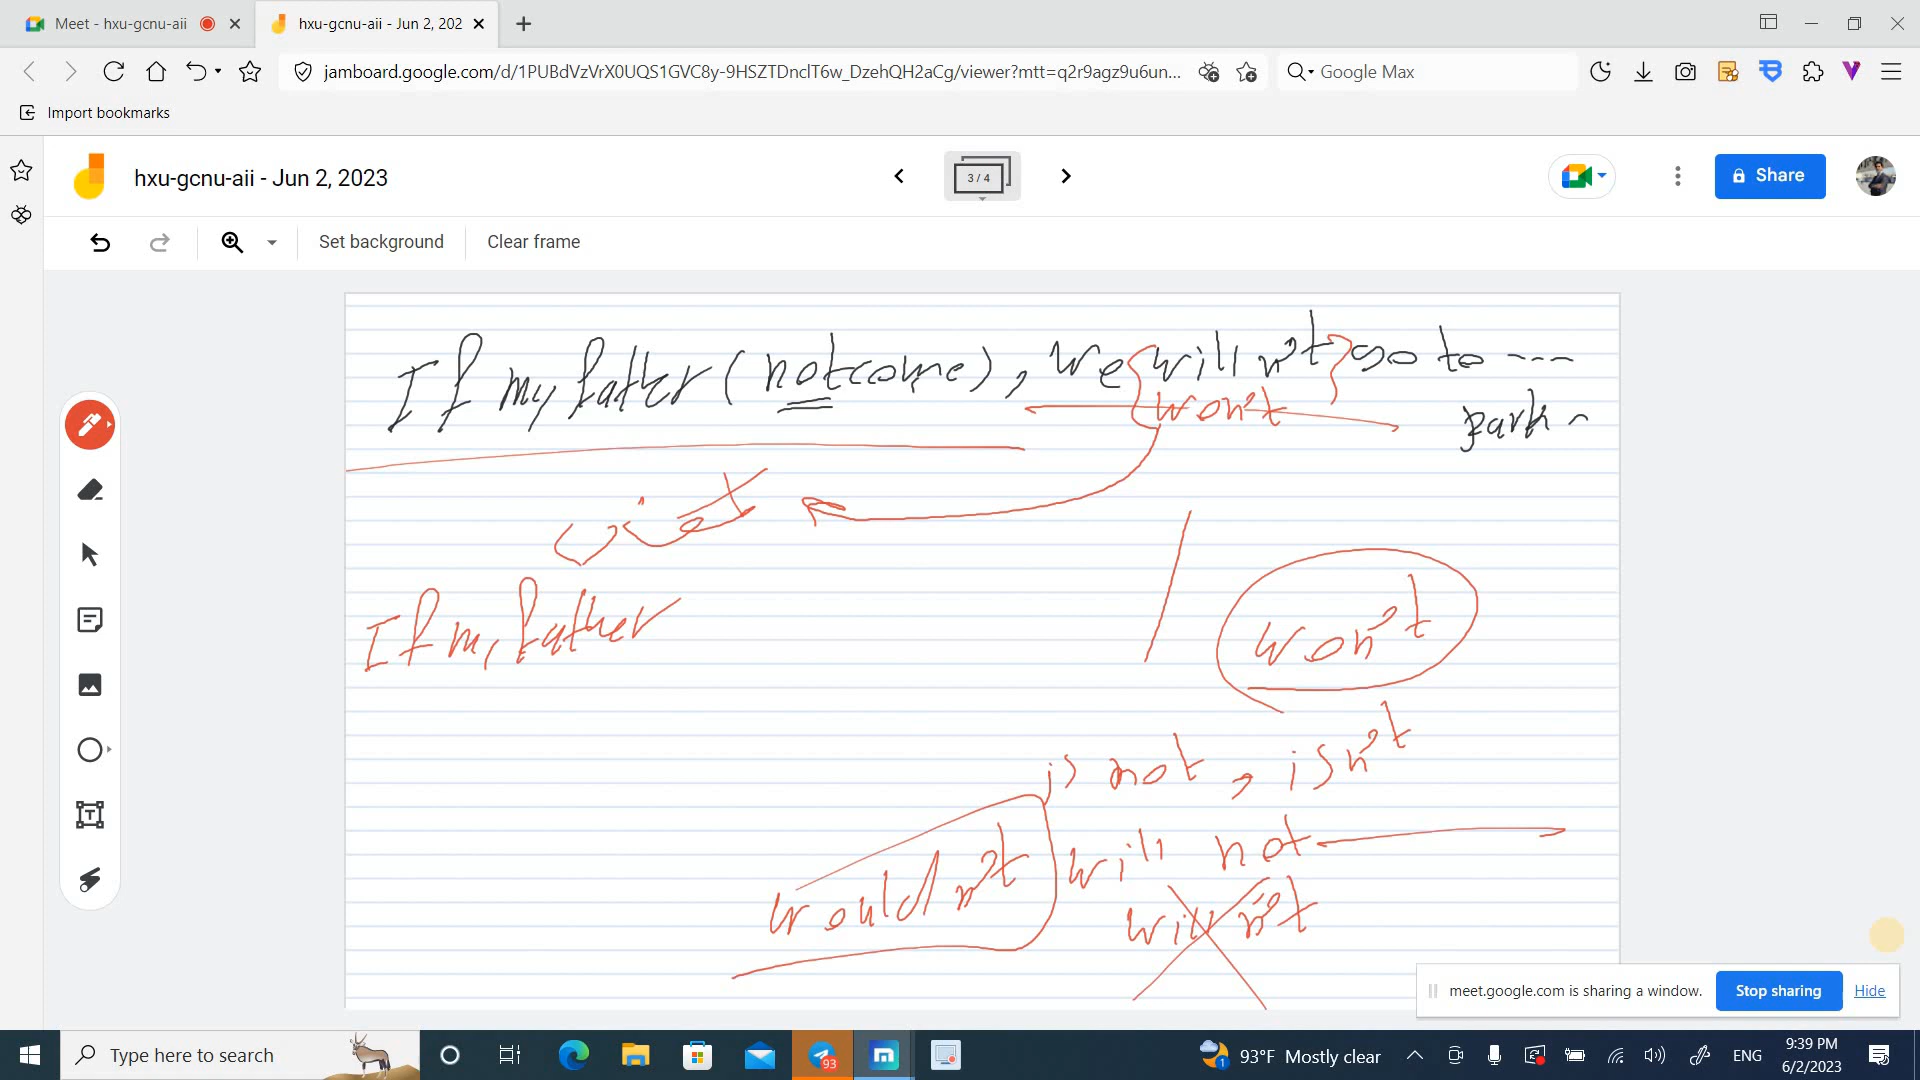 Meet - hxu-gcnu-aii
hxu-gcnu-aii - Jun 2, 202
jamboard.google.com/d/1PUBdVzVrX0UQS1GVC8y-9HSZTDnclT6w_DzehQH2aCg/viewer?mtt=q2r9agz9u6un...
Google Max
Import bookmarks
hxu-gcnu-aii - Jun 2, 2023
3 / 4
Share
Set background
Clear frame
If my father (not come), we will n't go to ---
won't
park
If my father
won't
is not, isn't
will not
would n't
will n't
meet.google.com is sharing a window.
Stop sharing
Hide
Type here to search
93
1
93°F Mostly clear
ENG
9:39 PM
6/2/2023